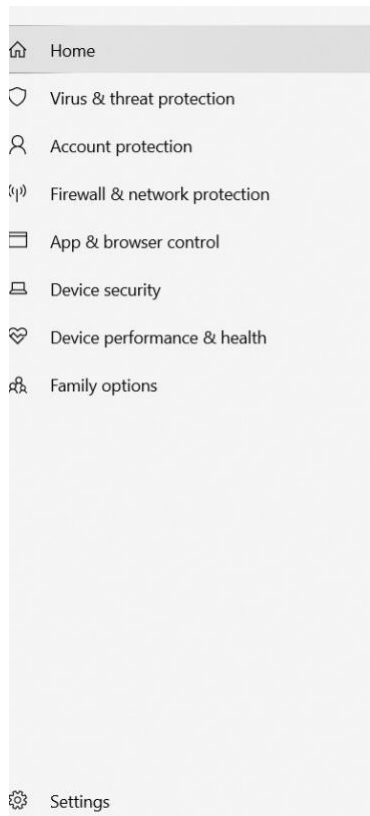 Home
Virus & threat protection
Account protection
Firewall & network protection
App & browser control
Device security
Device performance & health
Family options
Settings